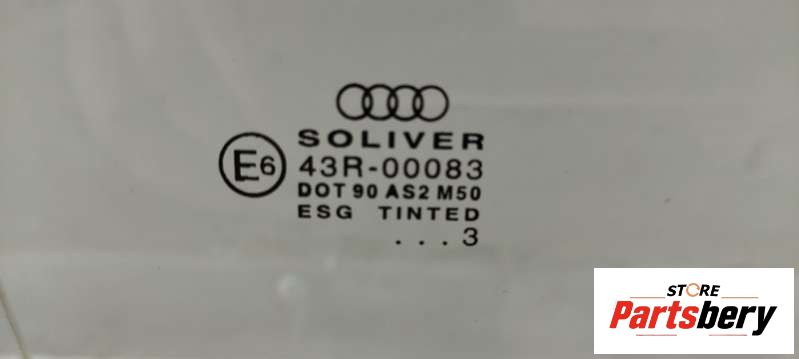 SOLIVER
E6
43R-00083
DOT 90 AS2 M50
ESG TINTED
...3
STORE
Partsbery